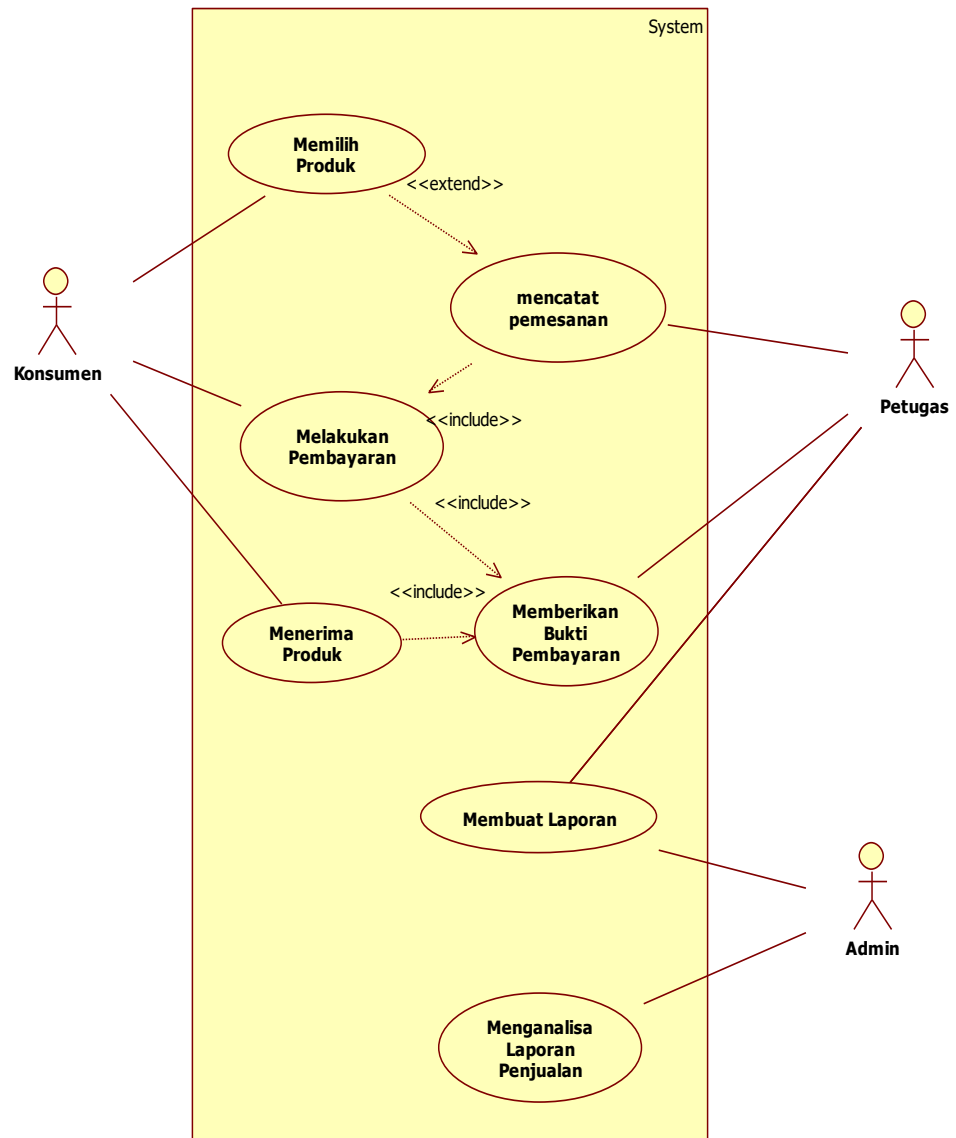 System
Memilih
Produk
<<extend>>
mencatat
pemesanan
Konsumen
Petugas
<<include>>
Melakukan
Pembayaran
<<include>>
<<include>>
Memberikan
Bukti
Pembayaran
Menerima
Produk
Membuat Laporan
Admin
Menganalisa
Laporan
Penjualan